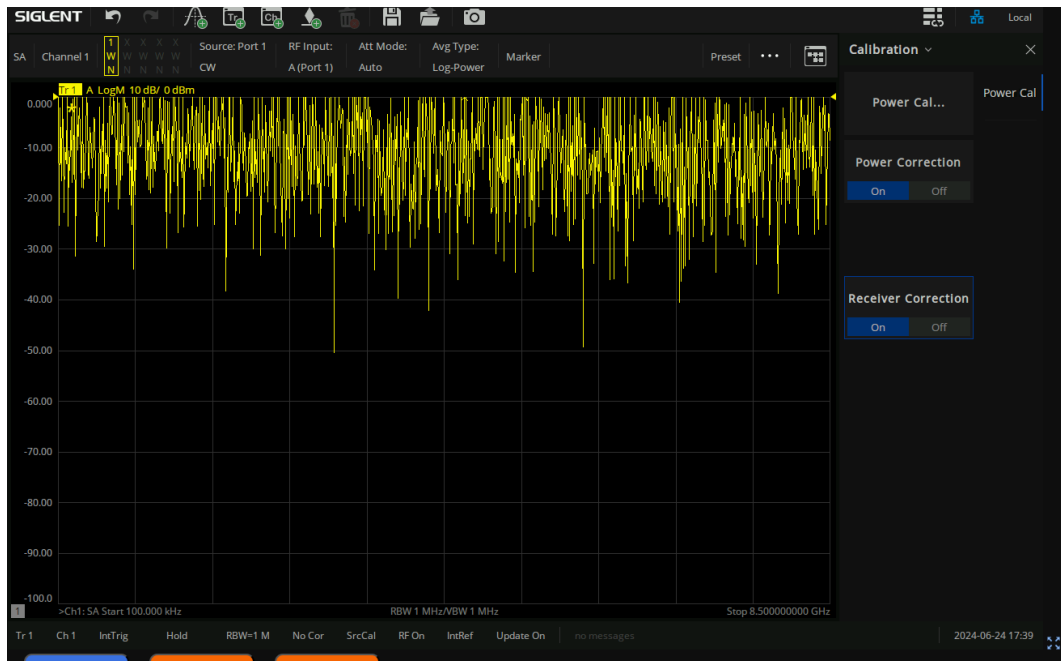 SIGLENT Tr Ch Local
SA Channel 1 1 X X X X Source: Port 1 RF Input: Att Mode: Avg Type: Marker Preset ...
W W W W W
N N N N N CW A (Port 1) Auto Log-Power
Calibration
Power Cal...
Power Cal
Power Correction
On Off
Receiver Correction
On Off
Tr 1 A LogM 10 dB/ 0 dBm
0.000
-10.00
-20.00
-30.00
-40.00
-50.00
-60.00
-70.00
-80.00
-90.00
-100.0
1 >Ch1: SA Start 100.000 kHz RBW 1 MHz/VBW 1 MHz Stop 8.500000000 GHz
Tr 1 Ch 1 IntTrig Hold RBW=1 M No Cor SrcCal RF On IntRef Update On no messages 2024-06-24 17:39